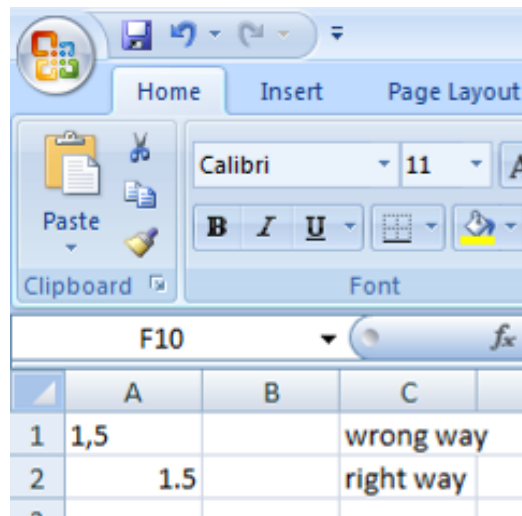 Home Insert Page Layout
Calibri 11 A
Paste B I U
Clipboard Font
F10 fx
A B C
1 1,5 wrong way
2 1.5 right way